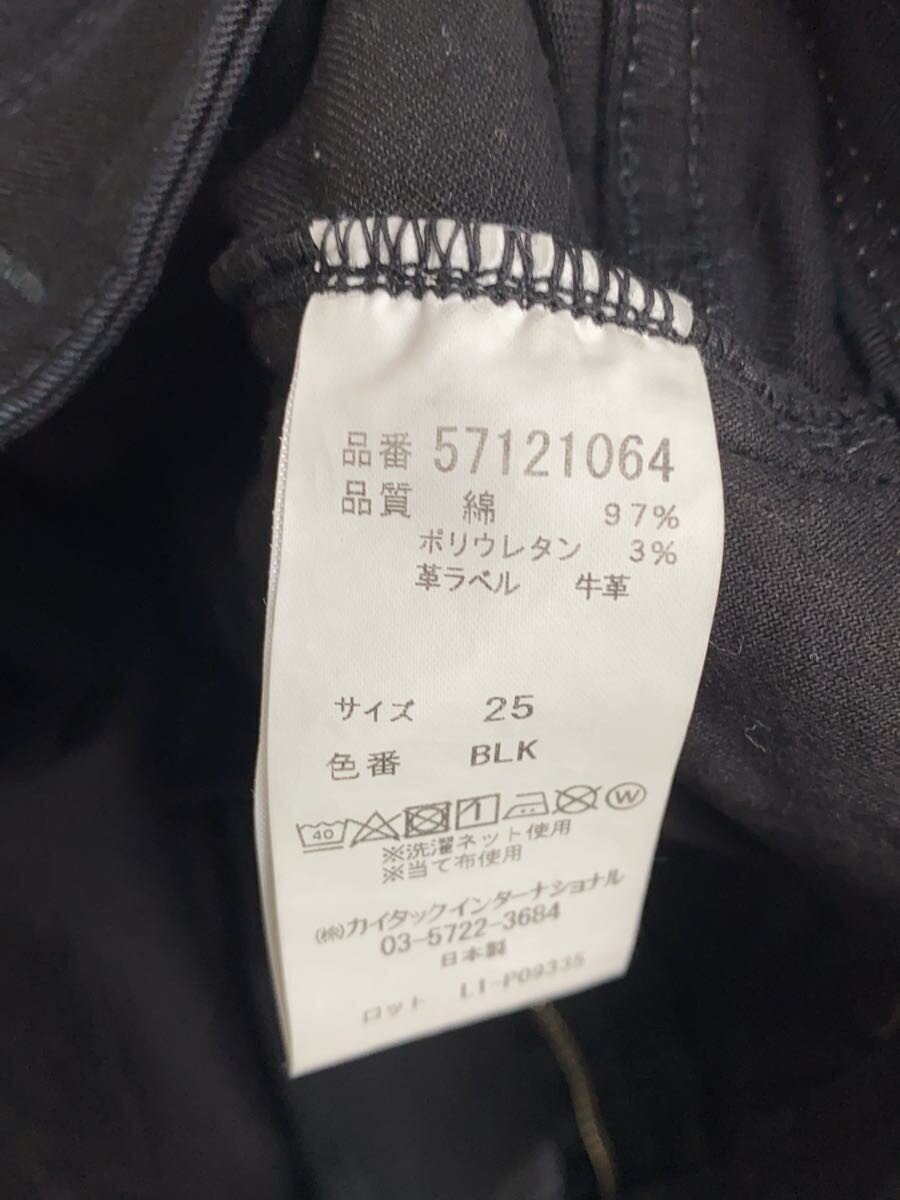 品番 57121064
品質 綿 97%
ポリウレタン 3%
革ラベル 牛革
サイズ 25
色番 BLK
40 W
※洗濯ネット使用
※当て布使用
㈱カイタックインターナショナル
03-5722-3684
日本製
ロット LI-P09335